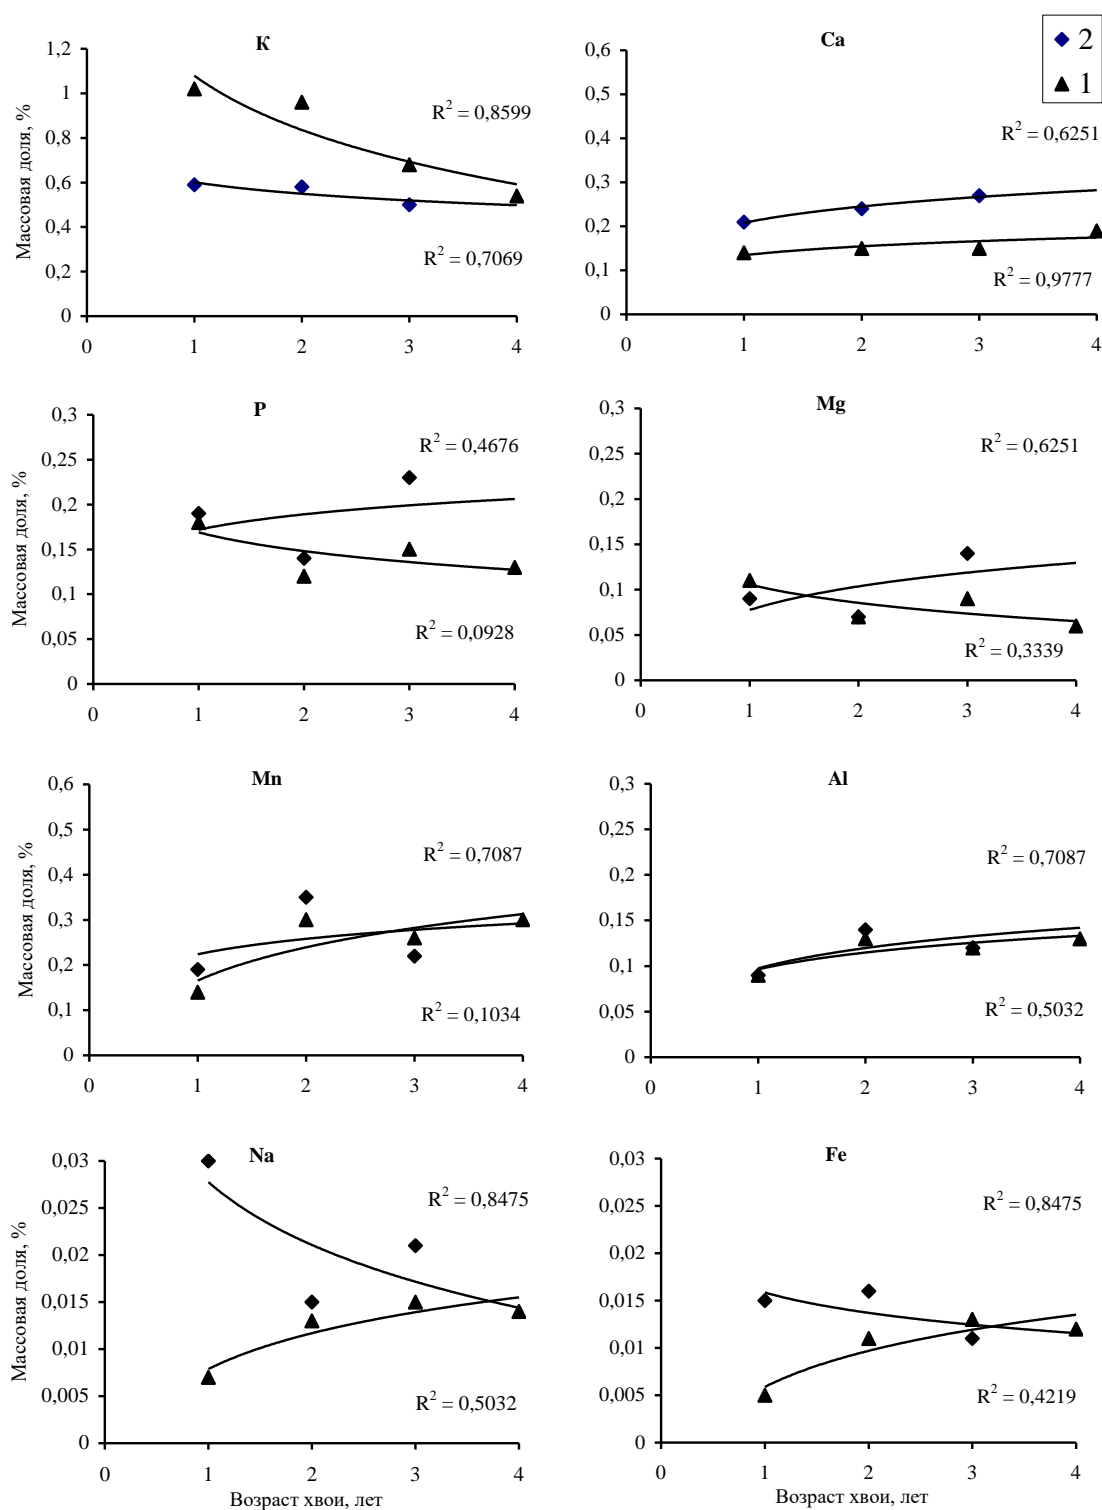 К
Массовая доля, %
1,2
1
0,8
0,6
0,4
0,2
0
0 1 2 3 4
R² = 0,8599
R² = 0,7069
Ca
0,6
0,5
0,4
0,3
0,2
0,1
0
0 1 2 3 4
R² = 0,6251
R² = 0,9777
2
1
P
Массовая доля, %
0,3
0,25
0,2
0,15
0,1
0,05
0
0 1 2 3 4
R² = 0,4676
R² = 0,0928
Mg
0,3
0,25
0,2
0,15
0,1
0,05
0
0 1 2 3 4
R² = 0,6251
R² = 0,3339
Mn
Массовая доля, %
0,6
0,5
0,4
0,3
0,2
0,1
0
0 1 2 3 4
R² = 0,7087
R² = 0,1034
Al
0,3
0,25
0,2
0,15
0,1
0,05
0
0 1 2 3 4
R² = 0,7087
R² = 0,5032
Na
Массовая доля, %
0,03
0,025
0,02
0,015
0,01
0,005
0
0 1 2 3 4
R² = 0,8475
R² = 0,5032
Возраст хвои, лет
Fe
0,03
0,025
0,02
0,015
0,01
0,005
0
0 1 2 3 4
R² = 0,8475
R² = 0,4219
Возраст хвои, лет